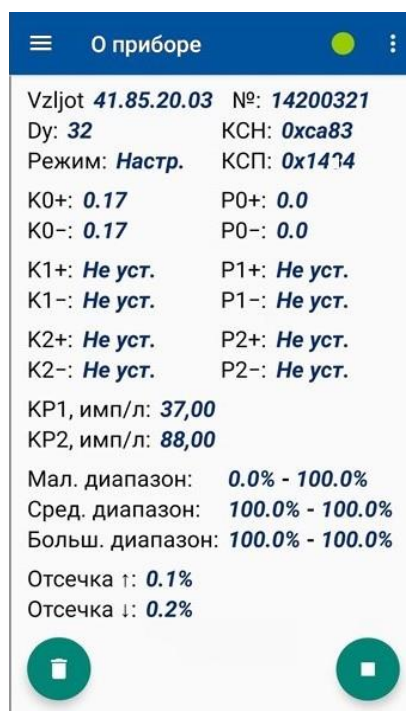 О приборе
Vzljot 41.85.20.03 №: 14200321
Dy: 32 КСН: 0xca83
Режим: Настр. КСП:
K0+: 0.17 P0+: 0.0
K0−: 0.17 P0−: 0.0
K1+: Не уст. P1+: Не уст.
K1−: Не уст. P1−: Не уст.
K2+: Не уст. P2+: Не уст.
K2−: Не уст. P2−: Не уст.
KP1, имп/л: 37,00
KP2, имп/л: 88,00
Мал. диапазон: 0.0% - 100.0%
Сред. диапазон: 100.0% - 100.0%
Больш. диапазон: 100.0% - 100.0%
Отсечка ↑: 0.1%
Отсечка ↓: 0.2%